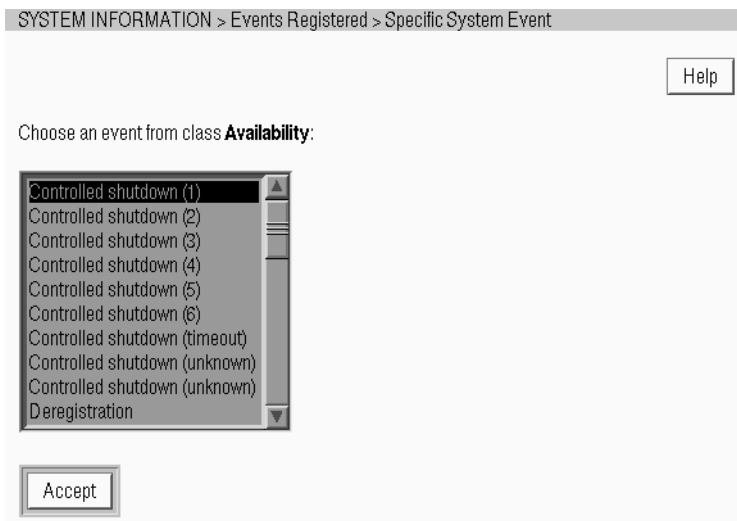 SYSTEM INFORMATION > Events Registered > Specific System Event
Help
Choose an event from class Availability:
Controlled shutdown (1)
Controlled shutdown (2)
Controlled shutdown (3)
Controlled shutdown (4)
Controlled shutdown (5)
Controlled shutdown (6)
Controlled shutdown (timeout)
Controlled shutdown (unknown)
Controlled shutdown (unknown)
Deregistration
Accept